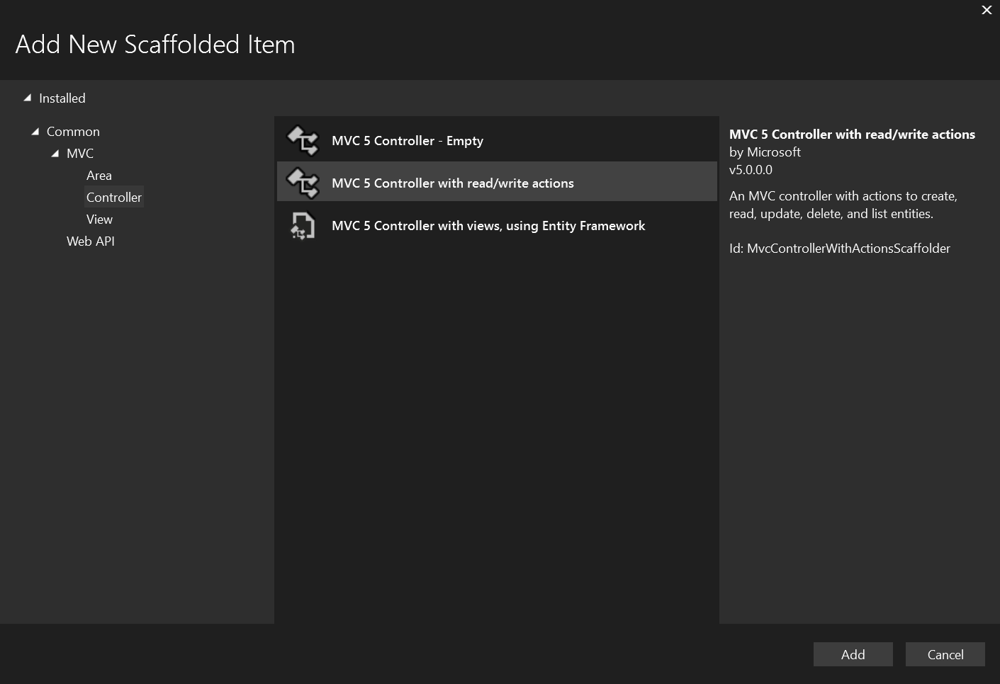 Add New Scaffolded Item
Installed
Common
MVC
Area
Controller
View
Web API
MVC 5 Controller - Empty
MVC 5 Controller with read/write actions
MVC 5 Controller with views, using Entity Framework
MVC 5 Controller with read/write actions
by Microsoft
v5.0.0.0
An MVC controller with actions to create,
read, update, delete, and list entities.
Id: MvcControllerWithActionsScaffolder
Add
Cancel